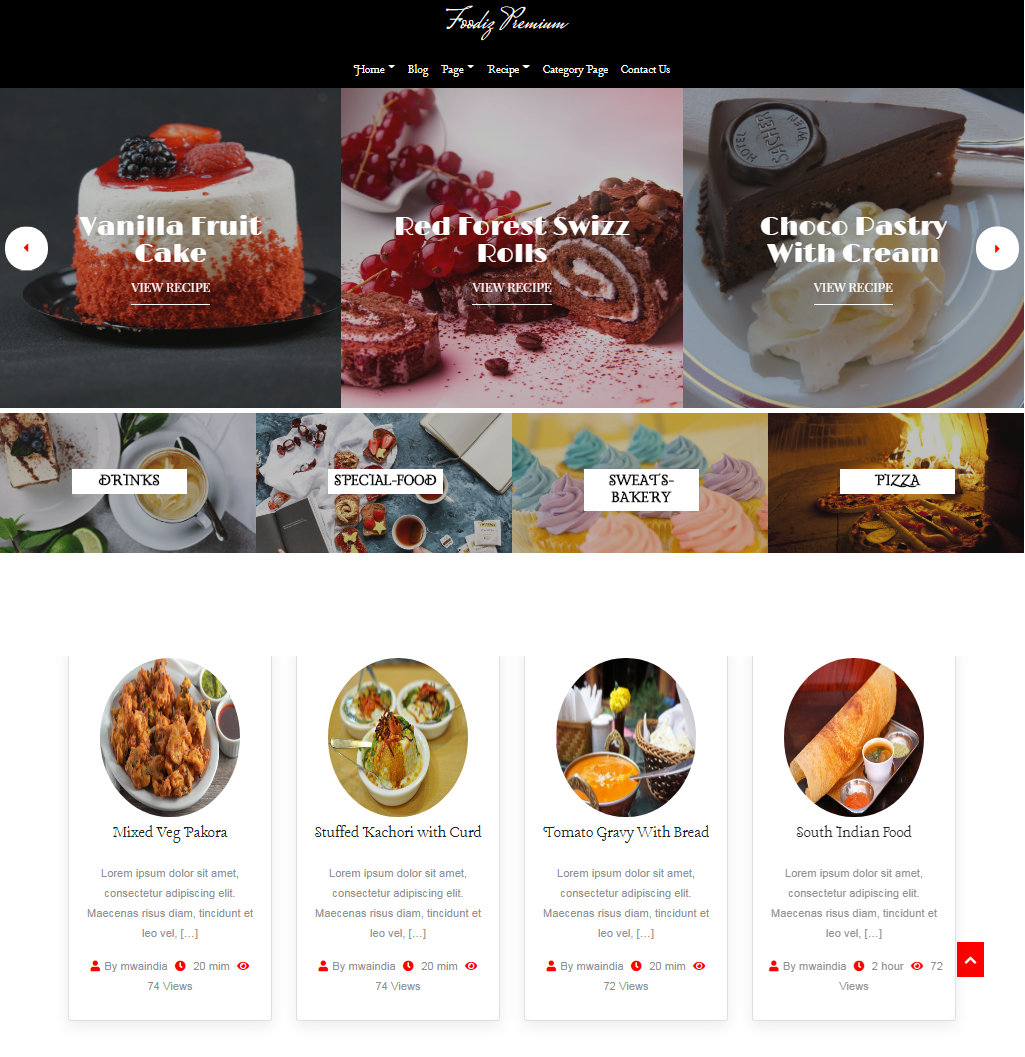 Foodiz Premium
Home Blog Page Recipe Category Page Contact Us
Vanilla Fruit
Cake
VIEW RECIPE
Red Forest Swizz
Rolls
VIEW RECIPE
HOTEL
SACHER
WIEN
Choco Pastry
With Cream
VIEW RECIPE
DRINKS
SPECIAL-FOOD
SWEATS-
BAKERY
PIZZA
Mixed Veg Pakora
Lorem ipsum dolor sit amet,
consectetur adipiscing elit.
Maecenas risus diam, tincidunt et
leo vel, […]
By mwaindia 20 mim
74 Views
Stuffed Kachori with Curd
Lorem ipsum dolor sit amet,
consectetur adipiscing elit.
Maecenas risus diam, tincidunt et
leo vel, […]
By mwaindia 20 mim
74 Views
Tomato Gravy With Bread
Lorem ipsum dolor sit amet,
consectetur adipiscing elit.
Maecenas risus diam, tincidunt et
leo vel, […]
By mwaindia 20 mim
72 Views
South Indian Food
Lorem ipsum dolor sit amet,
consectetur adipiscing elit.
Maecenas risus diam, tincidunt et
leo vel, […]
By mwaindia 2 hour 72
Views